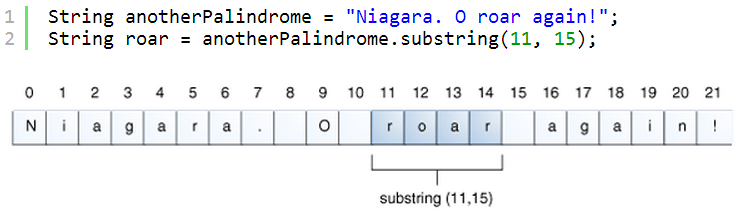 1 String anotherPalindrome = "Niagara. O roar again!";
2 String roar = anotherPalindrome.substring(11, 15);
0 1 2 3 4 5 6 7 8 9 10 11 12 13 14 15 16 17 18 19 20 21
N i a g a r a . O r o a r a g a i n !
substring (11,15)